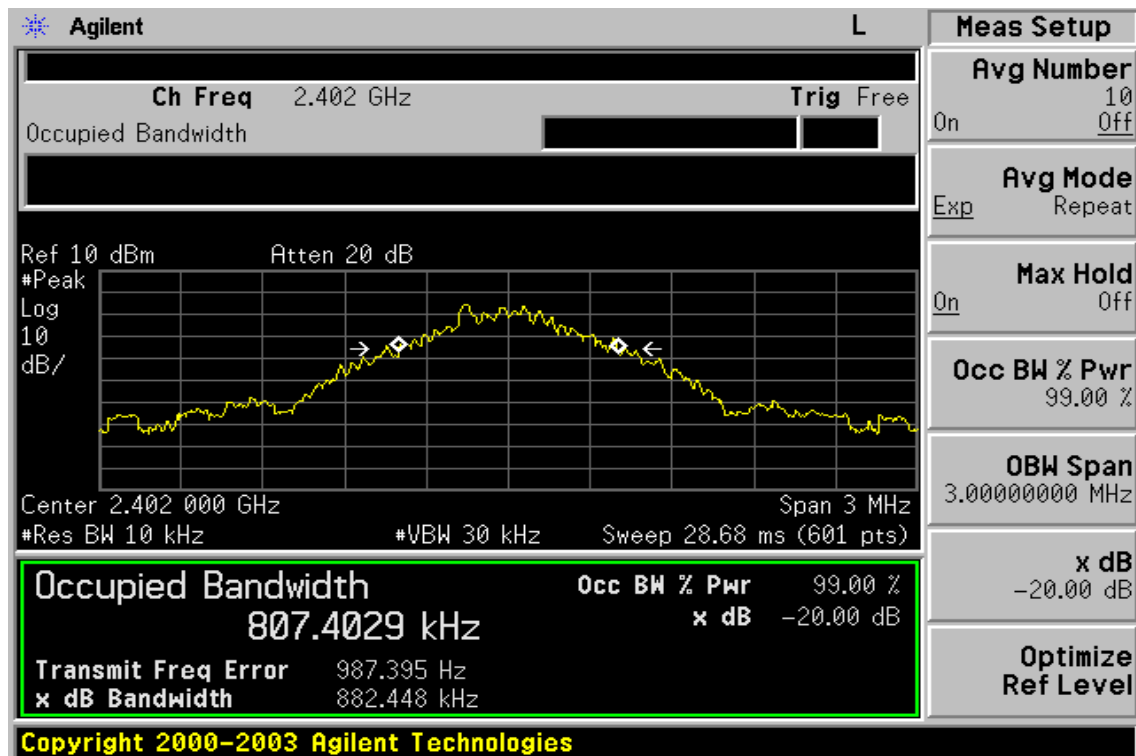 Agilent L
Ch Freq 2.402 GHz Trig Free
Occupied Bandwidth
Ref 10 dBm Atten 20 dB
#Peak
Log
10
dB/
Center 2.402 000 GHz Span 3 MHz
#Res BW 10 kHz #VBW 30 kHz Sweep 28.68 ms (601 pts)
Occupied Bandwidth Occ BW % Pwr 99.00 %
807.4029 kHz x dB -20.00 dB
Transmit Freq Error 987.395 Hz
x dB Bandwidth 882.448 kHz
Copyright 2000-2003 Agilent Technologies
Meas Setup
Avg Number
10
On Off
Avg Mode
Exp Repeat
Max Hold
On Off
Occ BW % Pwr
99.00 %
OBW Span
3.00000000 MHz
x dB
-20.00 dB
Optimize
Ref Level